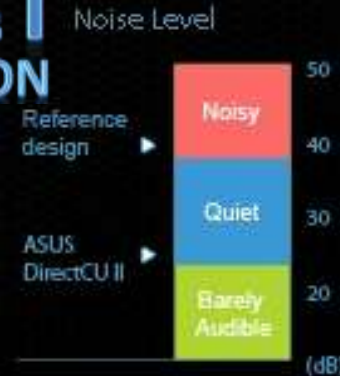 Noise Level
ON
50
Noisy
Reference
design
40
Quiet
30
ASUS
DirectCU II
20
Barely
Audible
(dB)